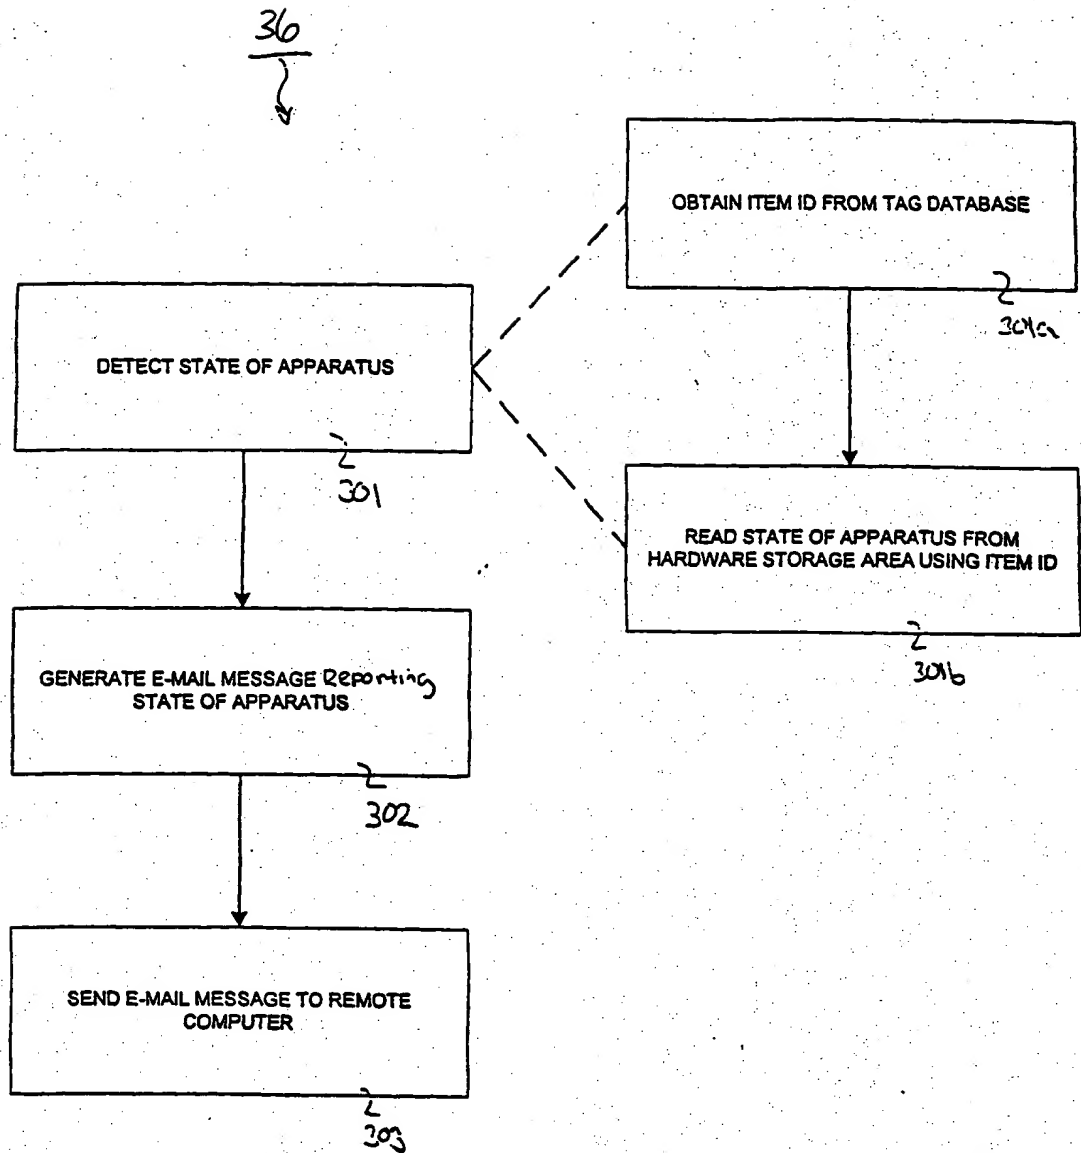 36
OBTAIN ITEM ID FROM TAG DATABASE
301a
DETECT STATE OF APPARATUS
301
READ STATE OF APPARATUS FROM
HARDWARE STORAGE AREA USING ITEM ID
301b
GENERATE E-MAIL MESSAGE Reporting
STATE OF APPARATUS
302
SEND E-MAIL MESSAGE TO REMOTE
COMPUTER
303